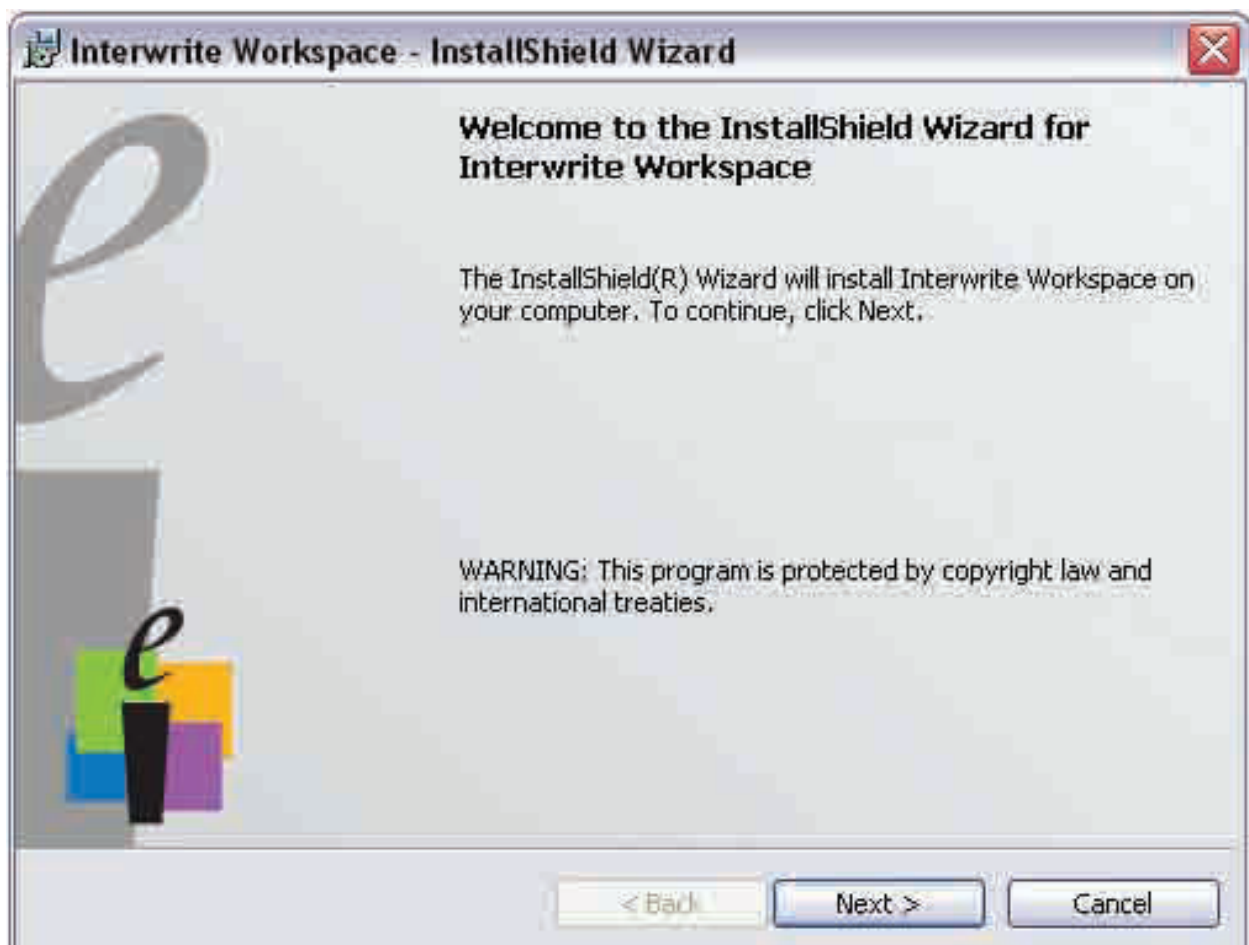 Interwrite Workspace - InstallShield Wizard
Welcome to the InstallShield Wizard for
Interwrite Workspace
The InstallShield(R) Wizard will install Interwrite Workspace on
your computer. To continue, click Next.
WARNING: This program is protected by copyright law and
international treaties.
e
e
< Back
Next >
Cancel